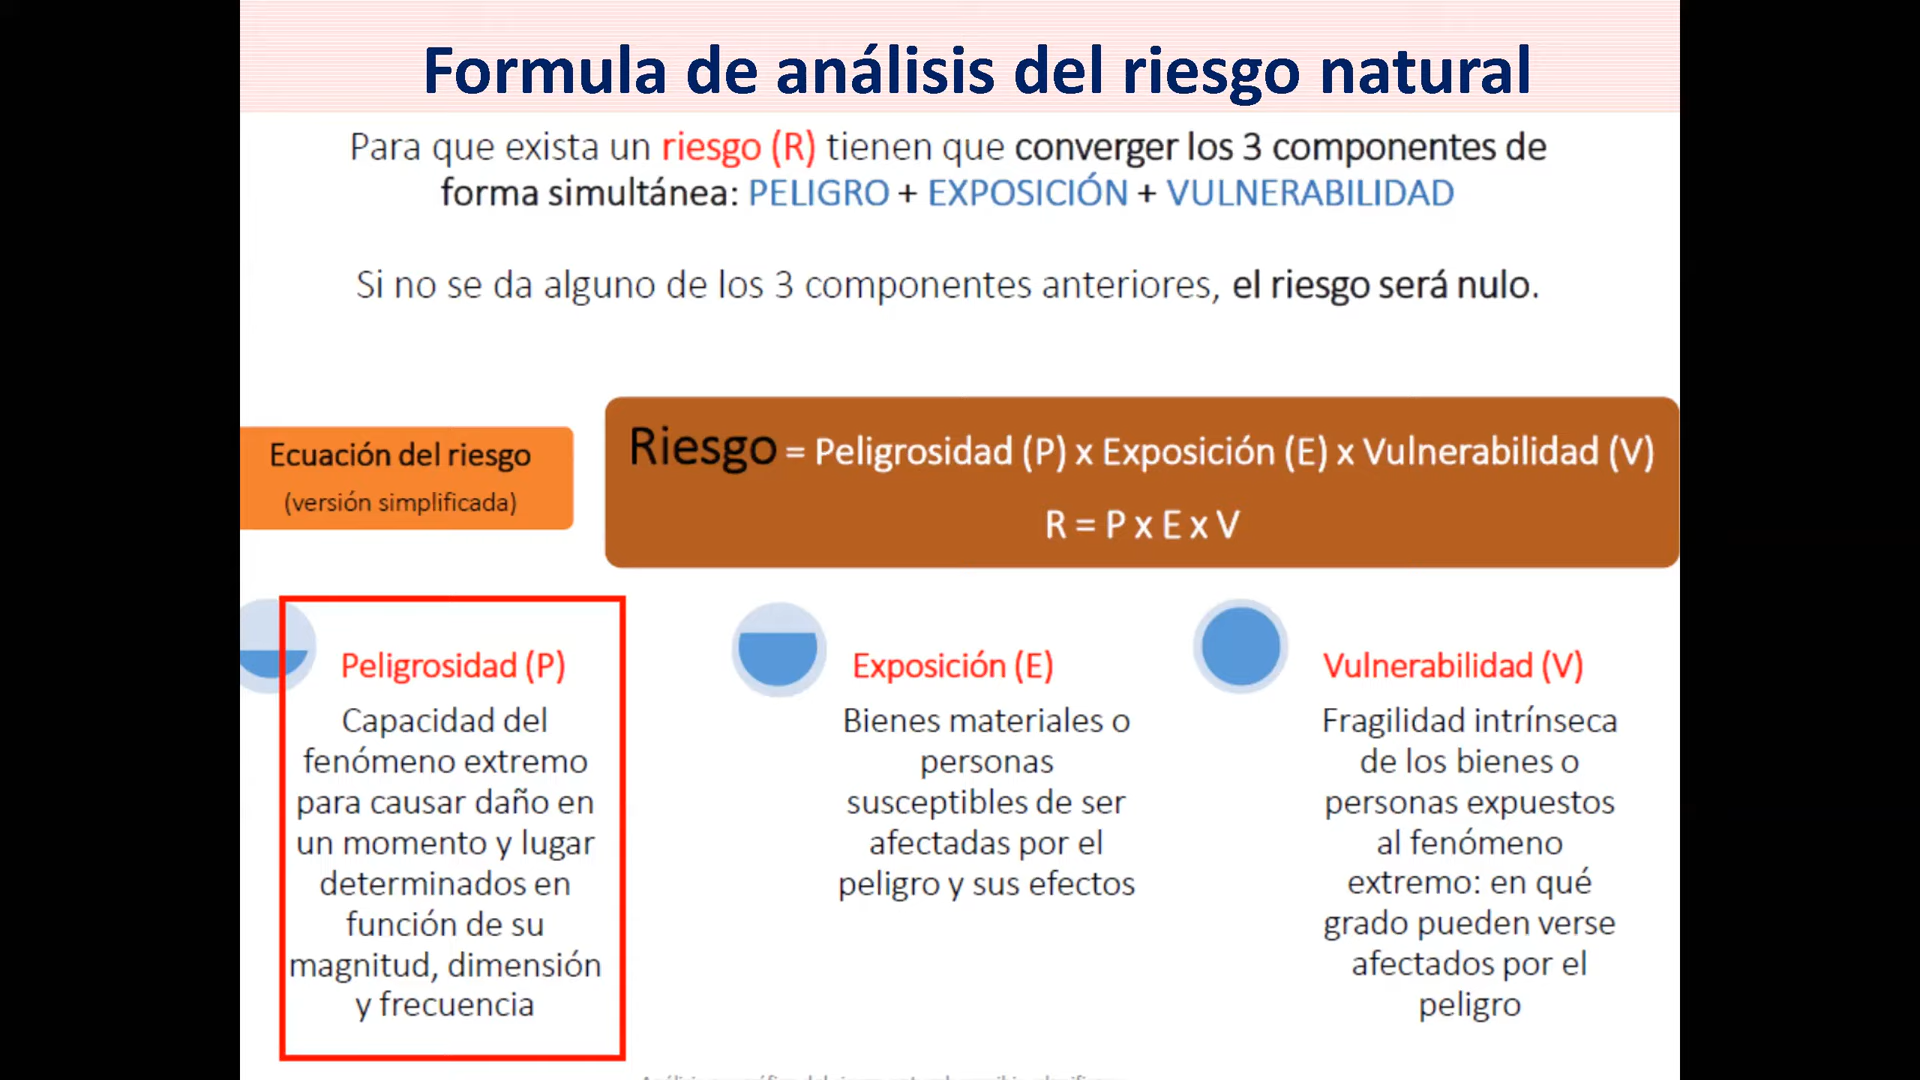 Formula de análisis del riesgo natural
Para que exista un riesgo (R) tienen que converger los 3 componentes de
forma simultánea: PELIGRO + EXPOSICIÓN + VULNERABILIDAD
Si no se da alguno de los 3 componentes anteriores, el riesgo será nulo.
Ecuación del riesgo
(versión simplificada)
Riesgo = Peligrosidad (P) x Exposición (E) x Vulnerabilidad (V)
R = P x E x V
Peligrosidad (P)
Capacidad del
fenómeno extremo
para causar daño en
un momento y lugar
determinados en
función de su
magnitud, dimensión
y frecuencia
Exposición (E)
Bienes materiales o
personas
susceptibles de ser
afectadas por el
peligro y sus efectos
Vulnerabilidad (V)
Fragilidad intrínseca
de los bienes o
personas expuestos
al fenómeno
extremo: en qué
grado pueden verse
afectados por el
peligro